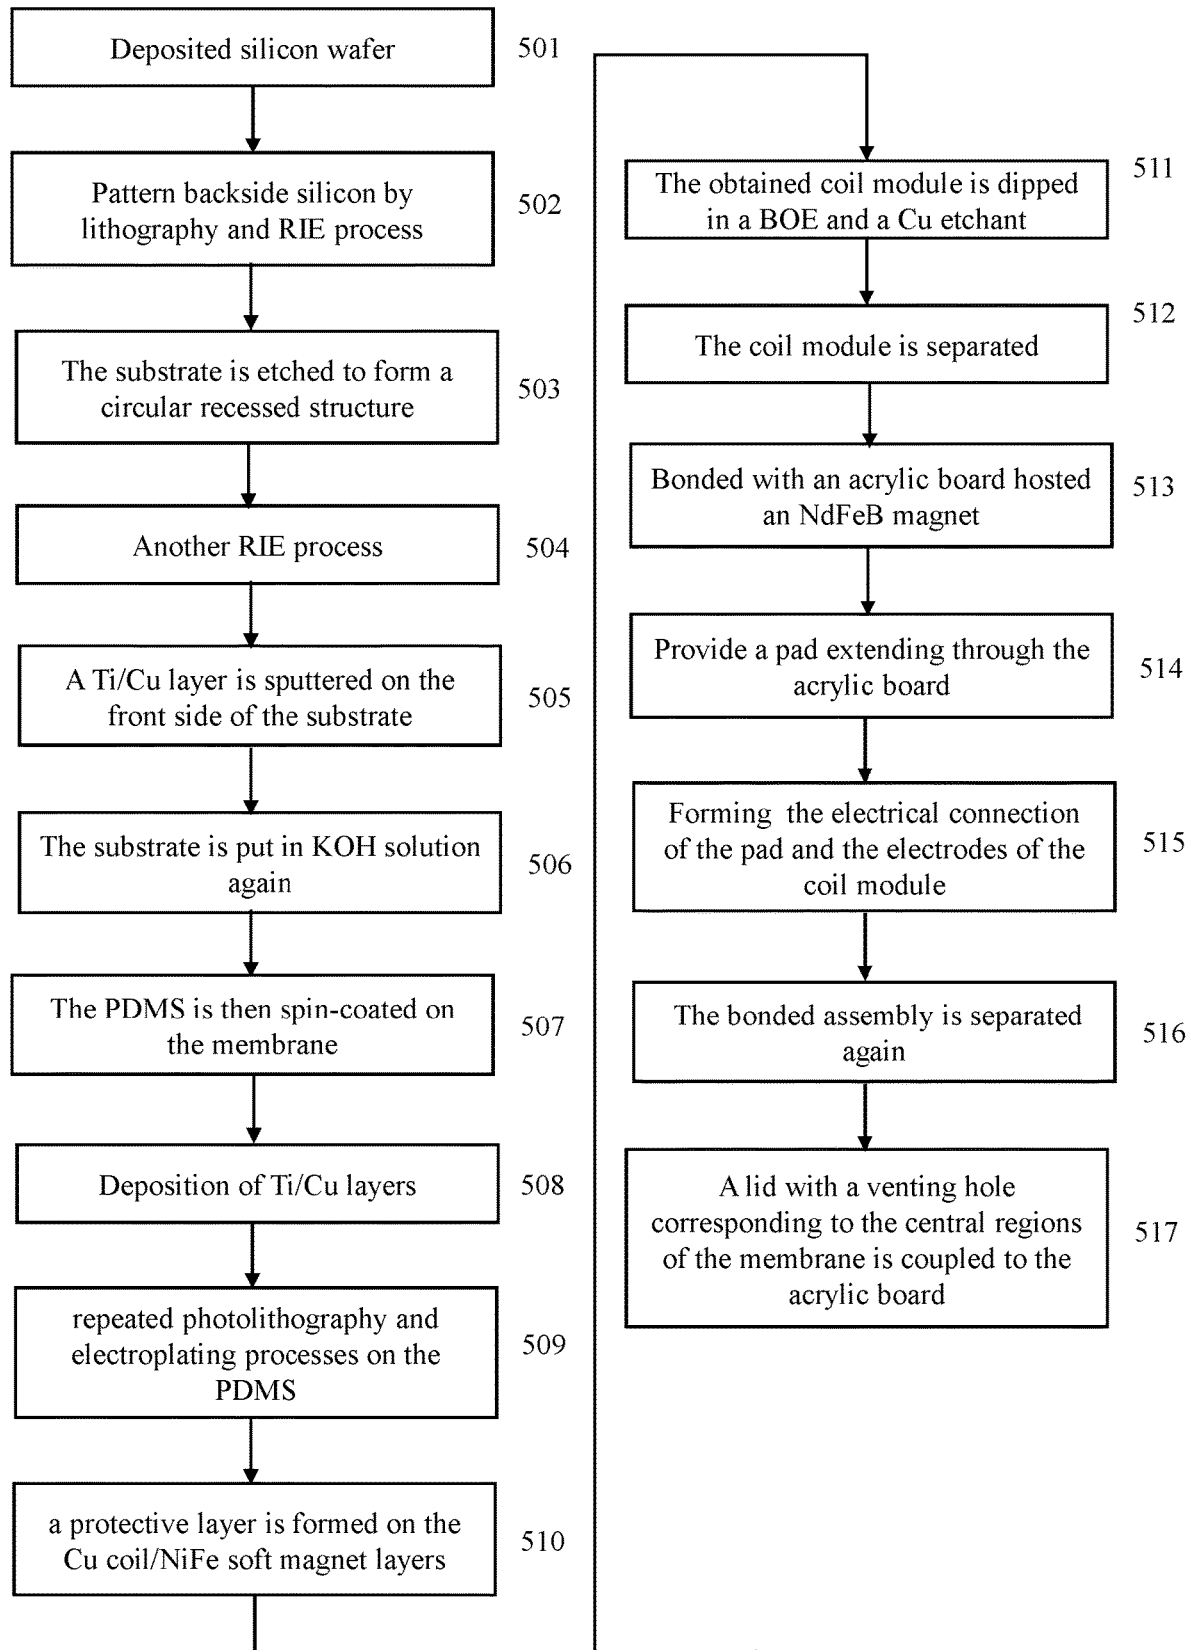 Deposited silicon wafer
501
Pattern backside silicon by
lithography and RIE process
502
The substrate is etched to form a
circular recessed structure
503
Another RIE process
504
A Ti/Cu layer is sputtered on the
front side of the substrate
505
The substrate is put in KOH solution
again
506
The PDMS is then spin-coated on
the membrane
507
Deposition of Ti/Cu layers
508
repeated photolithography and
electroplating processes on the
PDMS
509
a protective layer is formed on the
Cu coil/NiFe soft magnet layers
510
The obtained coil module is dipped
in a BOE and a Cu etchant
511
The coil module is separated
512
Bonded with an acrylic board hosted
an NdFeB magnet
513
Provide a pad extending through the
acrylic board
514
Forming the electrical connection
of the pad and the electrodes of the
coil module
515
The bonded assembly is separated
again
516
A lid with a venting hole
corresponding to the central regions
of the membrane is coupled to the
acrylic board
517